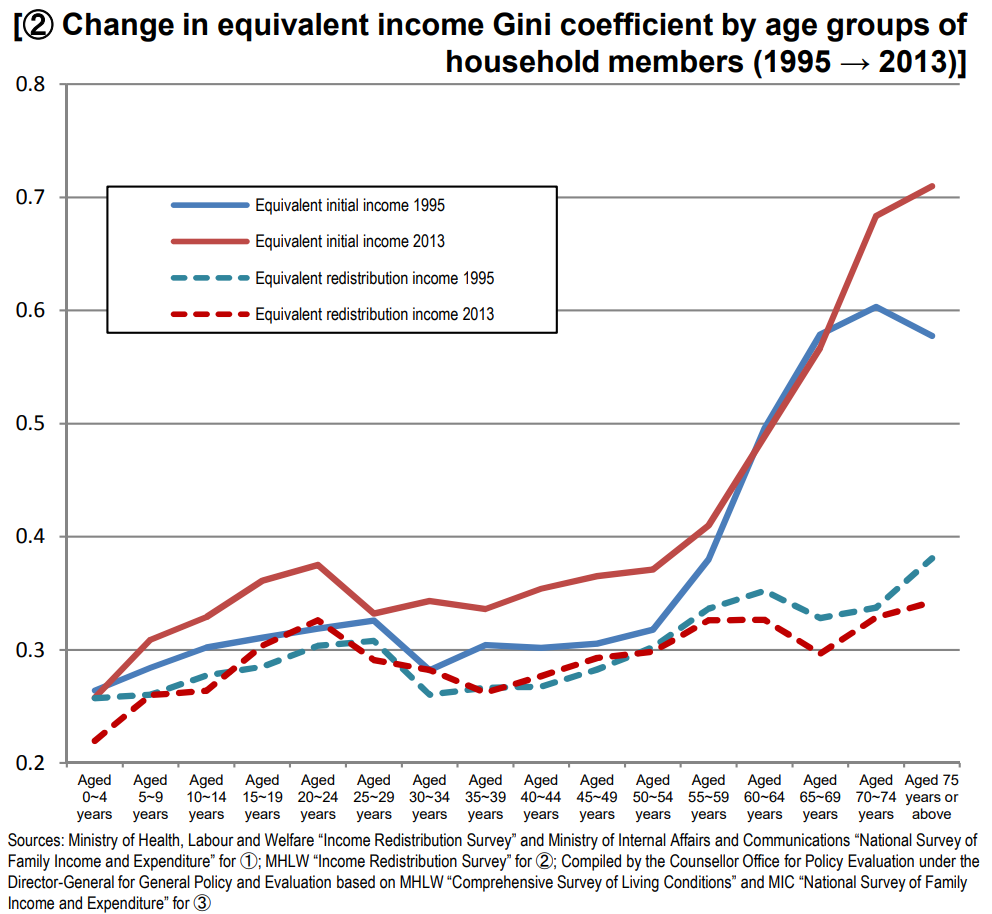 [② Change in equivalent income Gini coefficient by age groups of
household members (1995 → 2013)]
0.8
0.7
0.6
0.5
0.4
0.3
0.2
Equivalent initial income 1995
Equivalent initial income 2013
Equivalent redistribution income 1995
Equivalent redistribution income 2013
Aged 0~4 years
Aged 5~9 years
Aged 10~14 years
Aged 15~19 years
Aged 20~24 years
Aged 25~29 years
Aged 30~34 years
Aged 35~39 years
Aged 40~44 years
Aged 45~49 years
Aged 50~54 years
Aged 55~59 years
Aged 60~64 years
Aged 65~69 years
Aged 70~74 years
Aged 75 years or above
Sources: Ministry of Health, Labour and Welfare “Income Redistribution Survey” and Ministry of Internal Affairs and Communications “National Survey of
Family Income and Expenditure” for ①; MHLW “Income Redistribution Survey” for ②; Compiled by the Counsellor Office for Policy Evaluation under the
Director-General for General Policy and Evaluation based on MHLW “Comprehensive Survey of Living Conditions” and MIC “National Survey of Family
Income and Expenditure” for ③